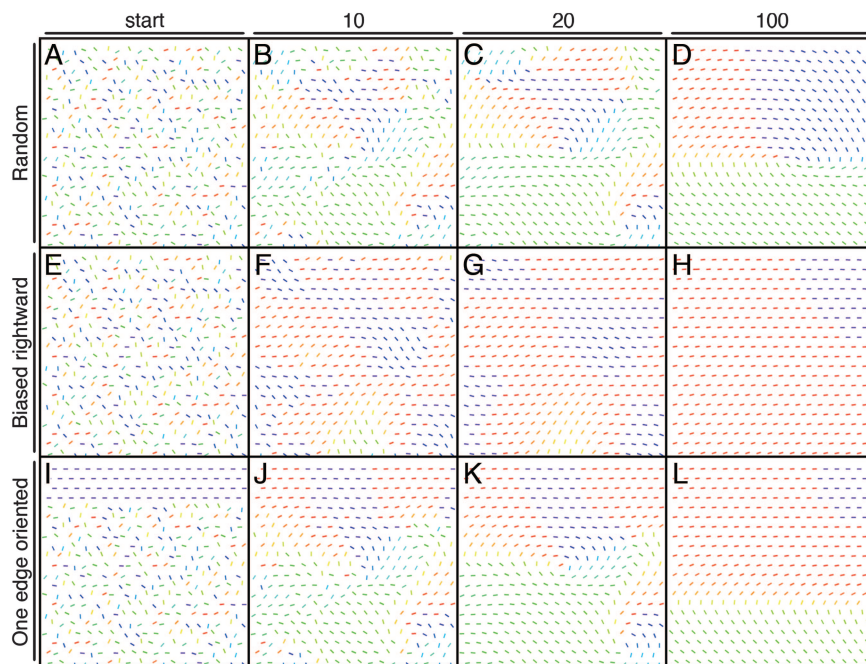 start 10 20 100
Random
A B C D
Biased rightward
E F G H
One edge oriented
I J K L